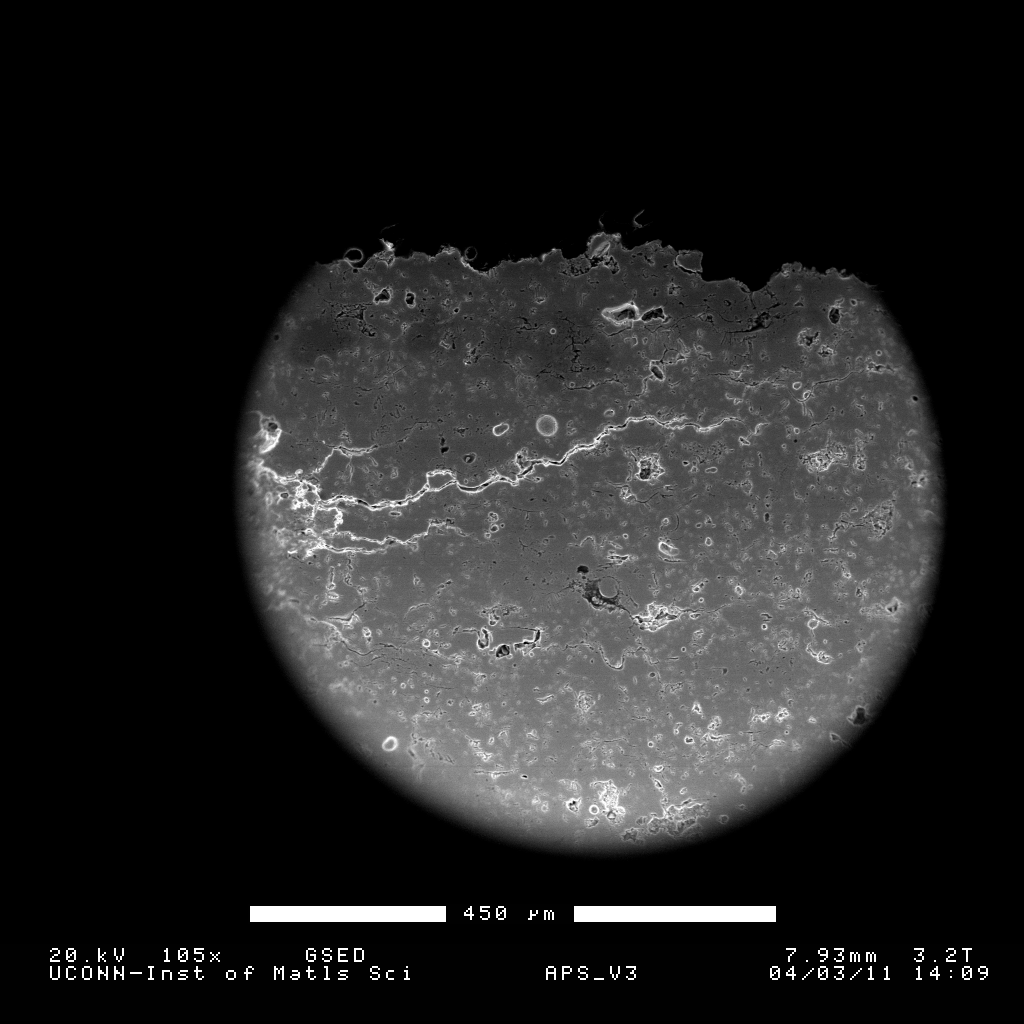 450 µm
20.kV 105x GSED 7.93mm 3.2T
UCONN-Inst of Matls Sci APS_V3 04/03/11 14:09